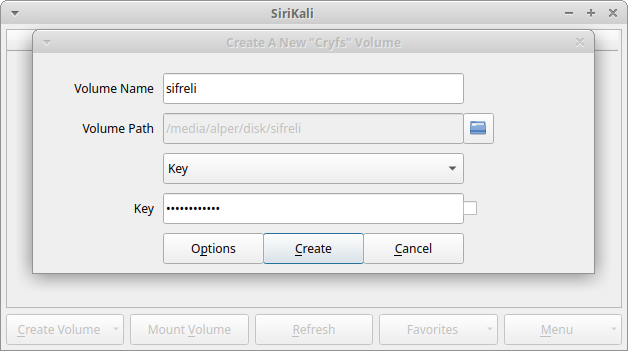 SiriKali
Create A New "Cryfs" Volume
Volume Name sifreli
Volume Path /media/alper/disk/sifreli
Key
Key ••••••••••••
Options Create Cancel
Create Volume Mount Volume Refresh Favorites Menu